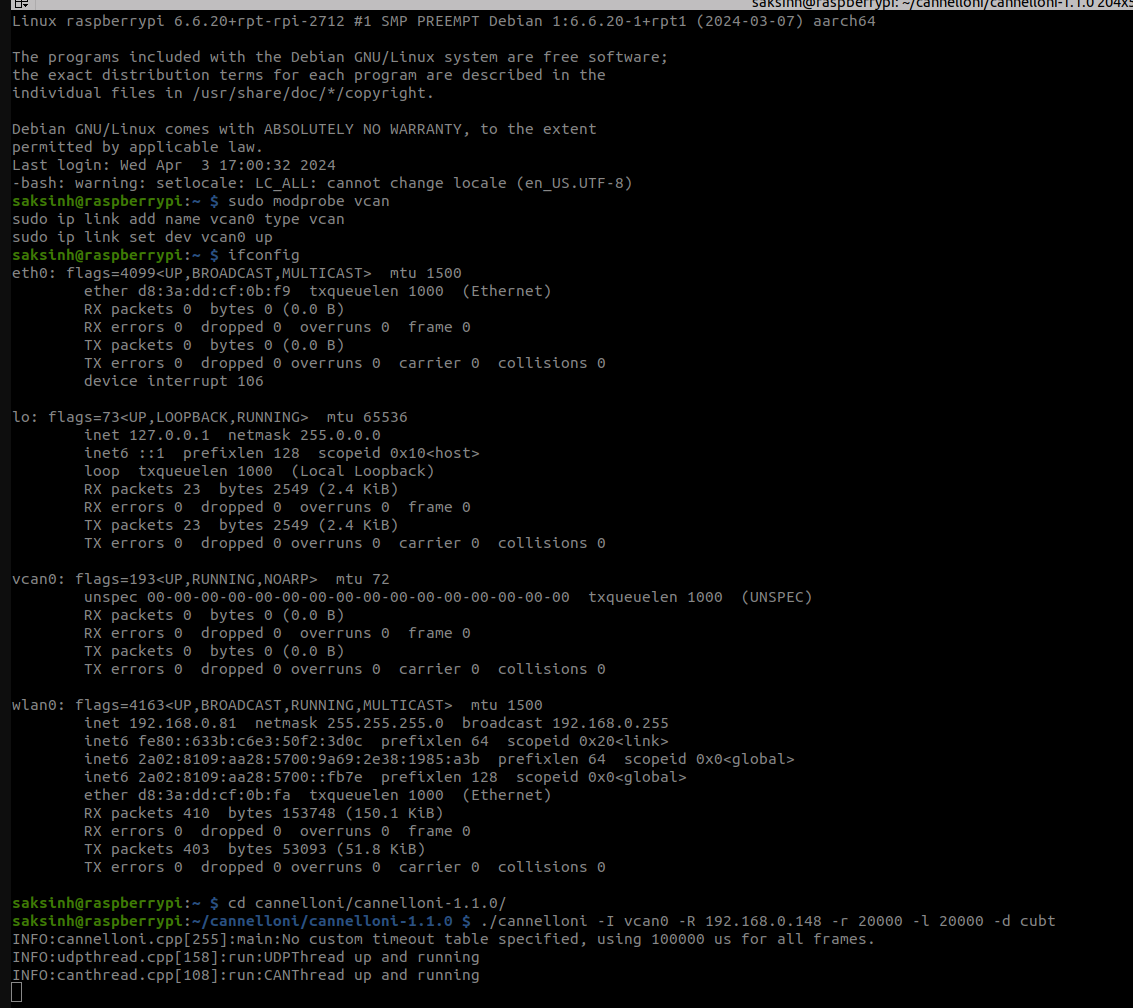 saksinh@raspberrypi: ~/cannelloni/cannelloni-1.1.0 204x5
Linux raspberrypi 6.6.20+rpt-rpi-2712 #1 SMP PREEMPT Debian 1:6.6.20-1+rpt1 (2024-03-07) aarch64

The programs included with the Debian GNU/Linux system are free software;
the exact distribution terms for each program are described in the
individual files in /usr/share/doc/*/copyright.

Debian GNU/Linux comes with ABSOLUTELY NO WARRANTY, to the extent
permitted by applicable law.
Last login: Wed Apr  3 17:00:32 2024
-bash: warning: setlocale: LC_ALL: cannot change locale (en_US.UTF-8)
saksinh@raspberrypi:~ $ sudo modprobe vcan
sudo ip link add name vcan0 type vcan
sudo ip link set dev vcan0 up
saksinh@raspberrypi:~ $ ifconfig
eth0: flags=4099<UP,BROADCAST,MULTICAST>  mtu 1500
        ether d8:3a:dd:cf:0b:f9  txqueuelen 1000  (Ethernet)
        RX packets 0  bytes 0 (0.0 B)
        RX errors 0  dropped 0  overruns 0  frame 0
        TX packets 0  bytes 0 (0.0 B)
        TX errors 0  dropped 0 overruns 0  carrier 0  collisions 0
        device interrupt 106

lo: flags=73<UP,LOOPBACK,RUNNING>  mtu 65536
        inet 127.0.0.1  netmask 255.0.0.0
        inet6 ::1  prefixlen 128  scopeid 0x10<host>
        loop  txqueuelen 1000  (Local Loopback)
        RX packets 23  bytes 2549 (2.4 KiB)
        RX errors 0  dropped 0  overruns 0  frame 0
        TX packets 23  bytes 2549 (2.4 KiB)
        TX errors 0  dropped 0 overruns 0  carrier 0  collisions 0

vcan0: flags=193<UP,RUNNING,NOARP>  mtu 72
        unspec 00-00-00-00-00-00-00-00-00-00-00-00-00-00-00-00  txqueuelen 1000  (UNSPEC)
        RX packets 0  bytes 0 (0.0 B)
        RX errors 0  dropped 0  overruns 0  frame 0
        TX packets 0  bytes 0 (0.0 B)
        TX errors 0  dropped 0 overruns 0  carrier 0  collisions 0

wlan0: flags=4163<UP,BROADCAST,RUNNING,MULTICAST>  mtu 1500
        inet 192.168.0.81  netmask 255.255.255.0  broadcast 192.168.0.255
        inet6 fe80::633b:c6e3:50f2:3d0c  prefixlen 64  scopeid 0x20<link>
        inet6 2a02:8109:aa28:5700:9a69:2e38:1985:a3b  prefixlen 64  scopeid 0x0<global>
        inet6 2a02:8109:aa28:5700::fb7e  prefixlen 128  scopeid 0x0<global>
        ether d8:3a:dd:cf:0b:fa  txqueuelen 1000  (Ethernet)
        RX packets 410  bytes 153748 (150.1 KiB)
        RX errors 0  dropped 0  overruns 0  frame 0
        TX packets 403  bytes 53093 (51.8 KiB)
        TX errors 0  dropped 0 overruns 0  carrier 0  collisions 0

saksinh@raspberrypi:~ $ cd cannelloni/cannelloni-1.1.0/
saksinh@raspberrypi:~/cannelloni/cannelloni-1.1.0 $ ./cannelloni -I vcan0 -R 192.168.0.148 -r 20000 -l 20000 -d cubt
INFO:cannelloni.cpp[255]:main:No custom timeout table specified, using 100000 us for all frames.
INFO:udpthread.cpp[158]:run:UDPThread up and running
INFO:canthread.cpp[108]:run:CANThread up and running